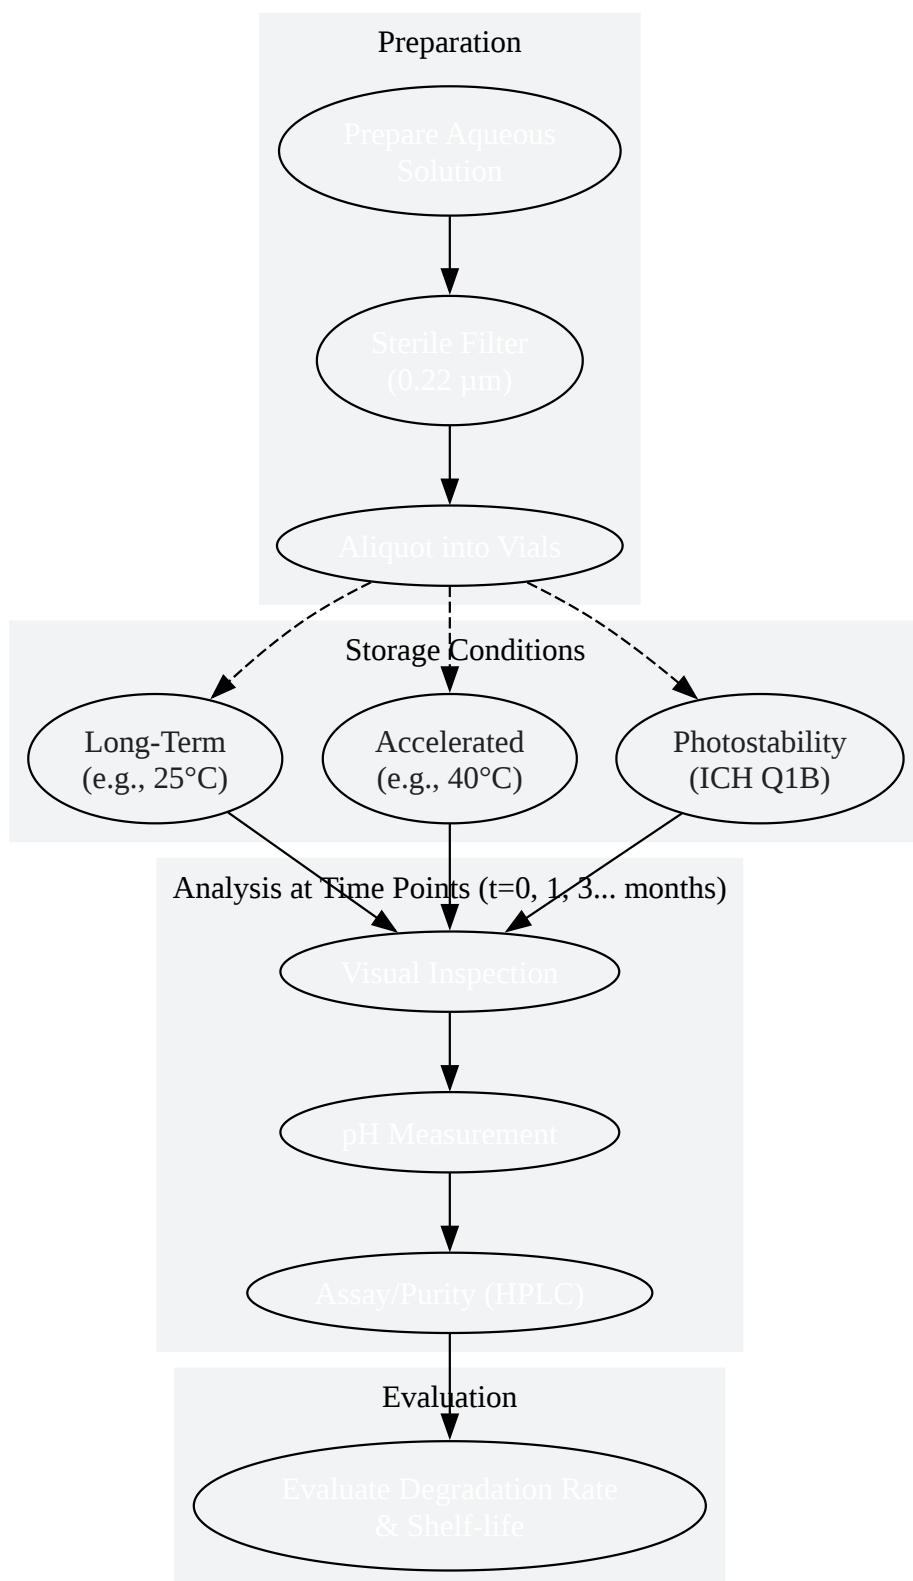 Preparation
Prepare Aqueous
Solution
Sterile Filter
(0.22 µm)
Aliquot into Vials
Storage Conditions
Long-Term
(e.g., 25°C)
Accelerated
(e.g., 40°C)
Photostability
(ICH Q1B)
Analysis at Time Points (t=0, 1, 3... months)
Visual Inspection
pH Measurement
Assay/Purity (HPLC)
Evaluation
Evaluate Degradation Rate
& Shelf-life